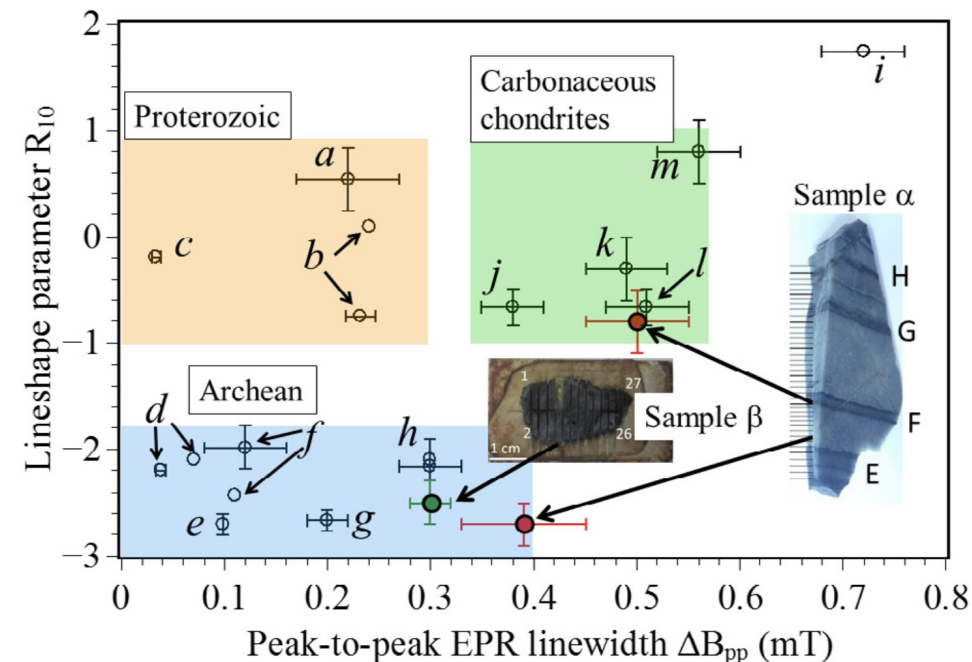 2
1
0
−1
−2
−3
Lineshape parameter R₁₀
Proterozoic
Carbonaceous
chondrites
Archean
a
b
c
d
e
f
g
h
i
j
k
l
m
Sample α
H
G
F
E
Sample β
1
27
2
26
1 cm
0 0.1 0.2 0.3 0.4 0.5 0.6 0.7 0.8
Peak-to-peak EPR linewidth ΔBₚₚ (mT)